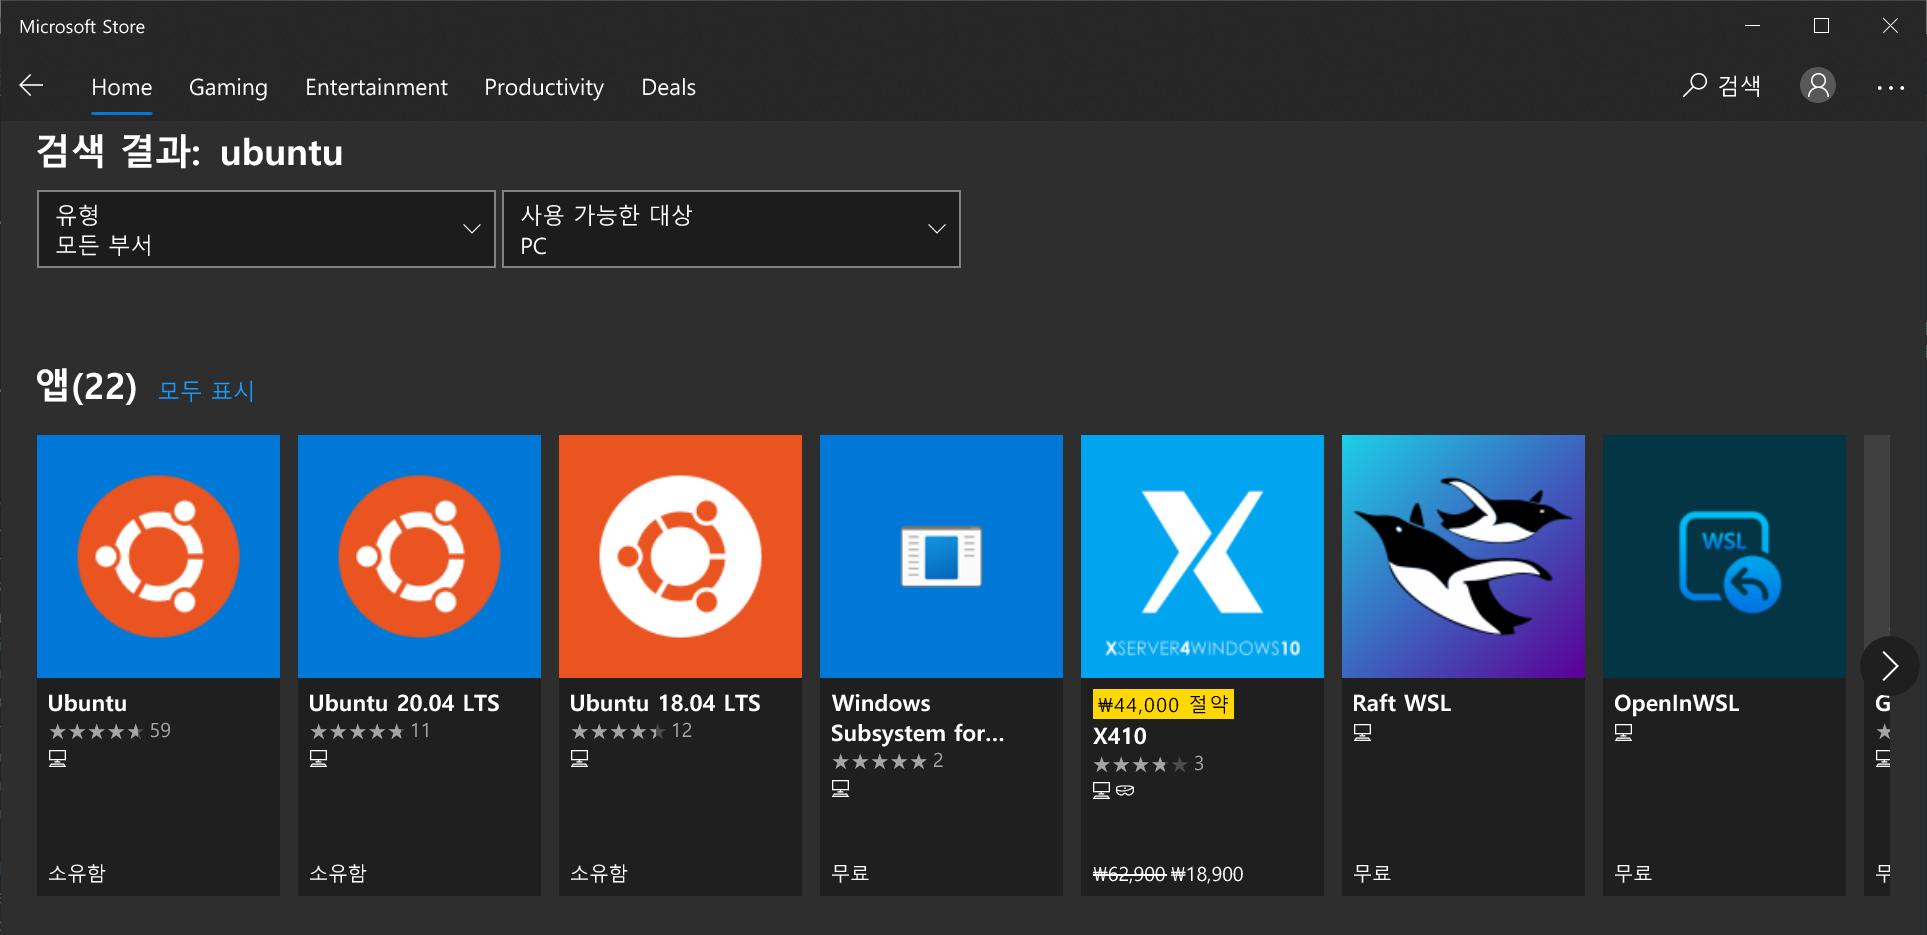 Microsoft Store
Home Gaming Entertainment Productivity Deals 검색
검색 결과: ubuntu
유형
모든 부서
사용 가능한 대상
PC
앱(22) 모두 표시
WSL
XSERVER4WINDOWS10
Ubuntu
59
소유함
Ubuntu 20.04 LTS
11
소유함
Ubuntu 18.04 LTS
12
소유함
Windows
Subsystem for...
2
무료
₩44,000 절약
X410
3
₩62,900 ₩18,900
Raft WSL
무료
OpenInWSL
무료
G
무